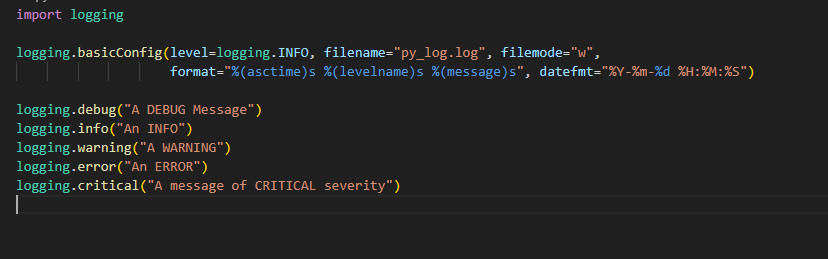 import logging
logging.basicConfig(level=logging.INFO, filename="py_log.log", filemode="w",
format="%(asctime)s %(levelname)s %(message)s", datefmt="%Y-%m-%d %H:%M:%S")
logging.debug("A DEBUG Message")
logging.info("An INFO")
logging.warning("A WARNING")
logging.error("An ERROR")
logging.critical("A message of CRITICAL severity")